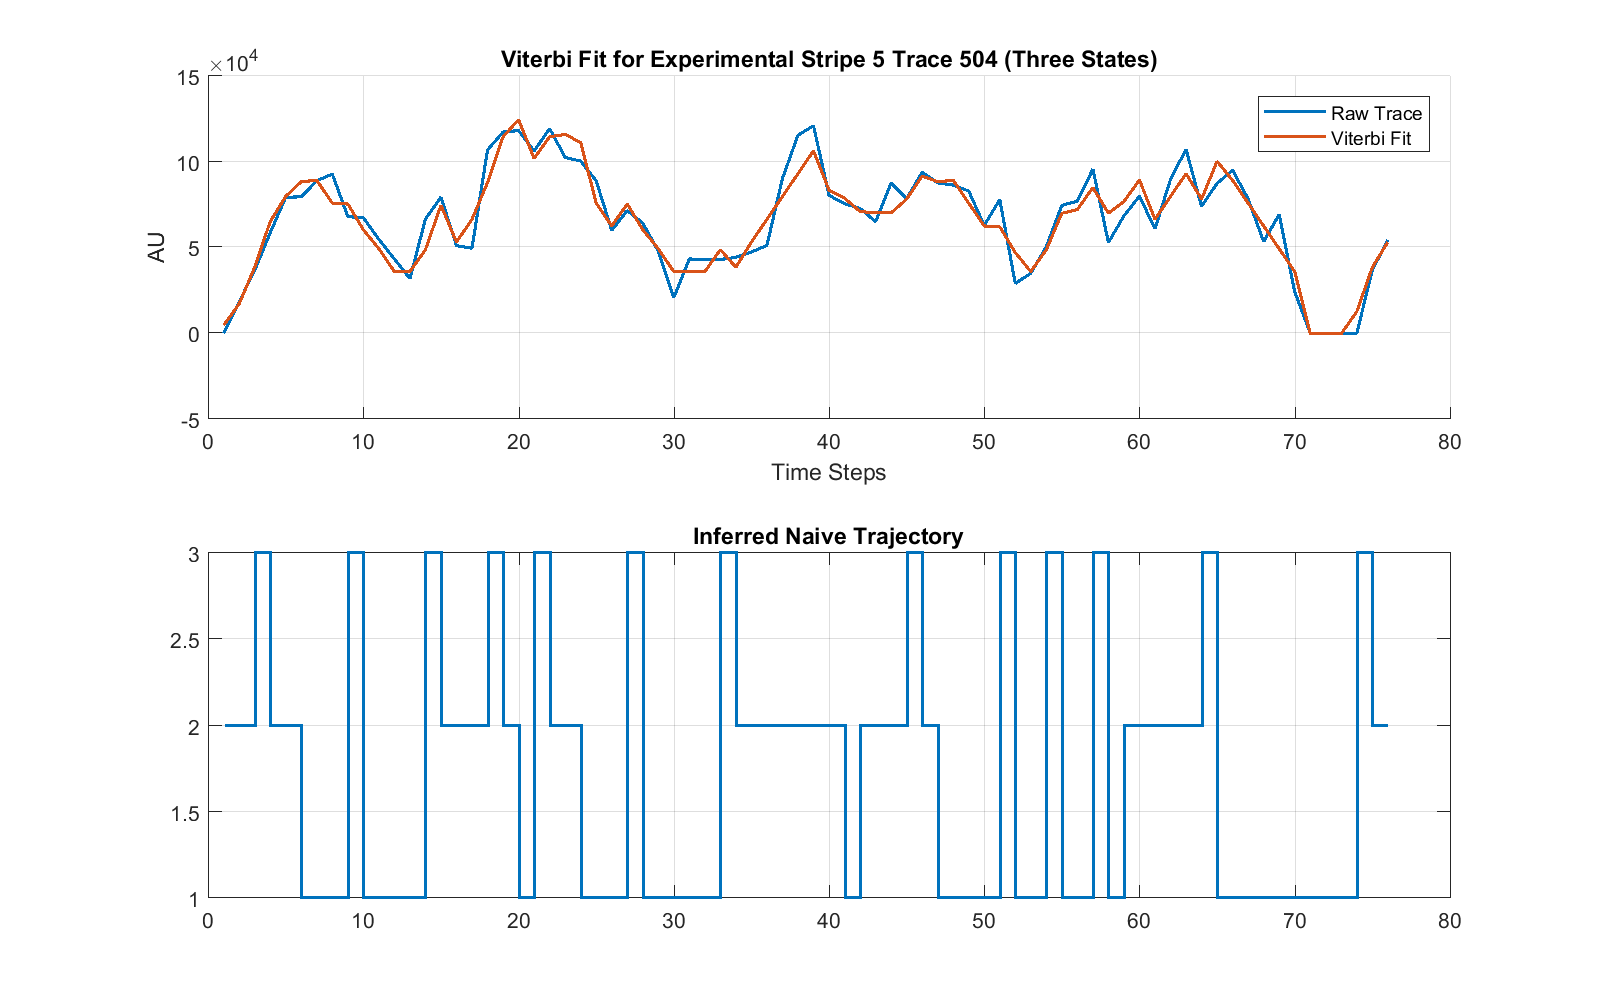 Viterbi Fit for Experimental Stripe 5 Trace 504 (Three States)
×10⁴
15
10
5
0
-5
AU
Raw Trace
Viterbi Fit
0 10 20 30 40 50 60 70 80
Time Steps
Inferred Naive Trajectory
3
2.5
2
1.5
1
0 10 20 30 40 50 60 70 80